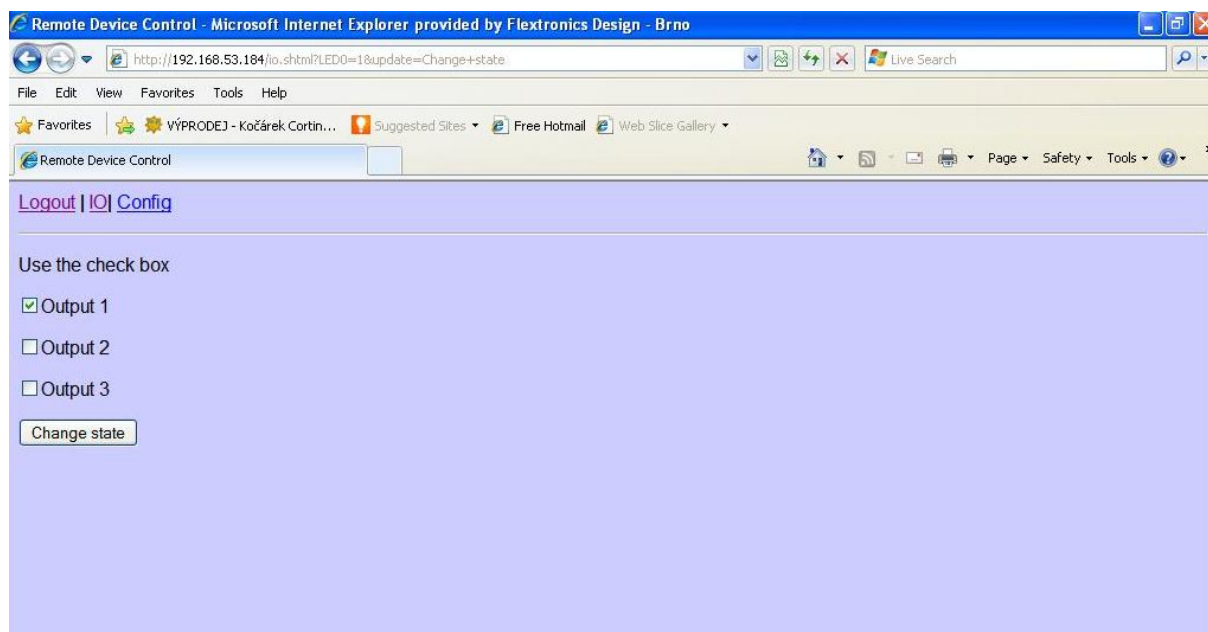 Remote Device Control - Microsoft Internet Explorer provided by Flextronics Design - Brno
http://192.168.53.184/io.shtml?LED0=1&update=Change+state
Live Search
File Edit View Favorites Tools Help
Favorites VÝPRODEJ - Kočárek Cortin... Suggested Sites Free Hotmail Web Slice Gallery
Remote Device Control Page Safety Tools
Logout | IO| Config
Use the check box
Output 1
Output 2
Output 3
Change state